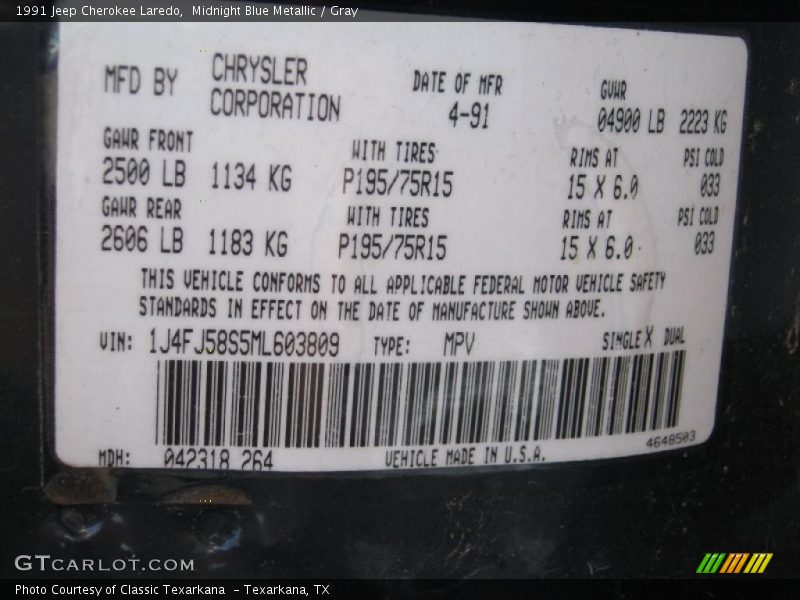 1991 Jeep Cherokee Laredo, Midnight Blue Metallic / Gray
MFD BY CHRYSLER CORPORATION
DATE OF MFR 4-91
GVWR 04900 LB 2223 KG
GAWR FRONT WITH TIRES RIMS AT PSI COLD
2500 LB 1134 KG P195/75R15 15 X 6.0 033
GAWR REAR WITH TIRES RIMS AT PSI COLD
2606 LB 1183 KG P195/75R15 15 X 6.0 033
THIS VEHICLE CONFORMS TO ALL APPLICABLE FEDERAL MOTOR VEHICLE SAFETY
STANDARDS IN EFFECT ON THE DATE OF MANUFACTURE SHOWN ABOVE.
VIN: 1J4FJ58S5ML603809 TYPE: MPV SINGLE X DUAL
4648503
MDH: 042318 264 VEHICLE MADE IN U.S.A.
GTCARLOT.COM
Photo Courtesy of Classic Texarkana - Texarkana, TX